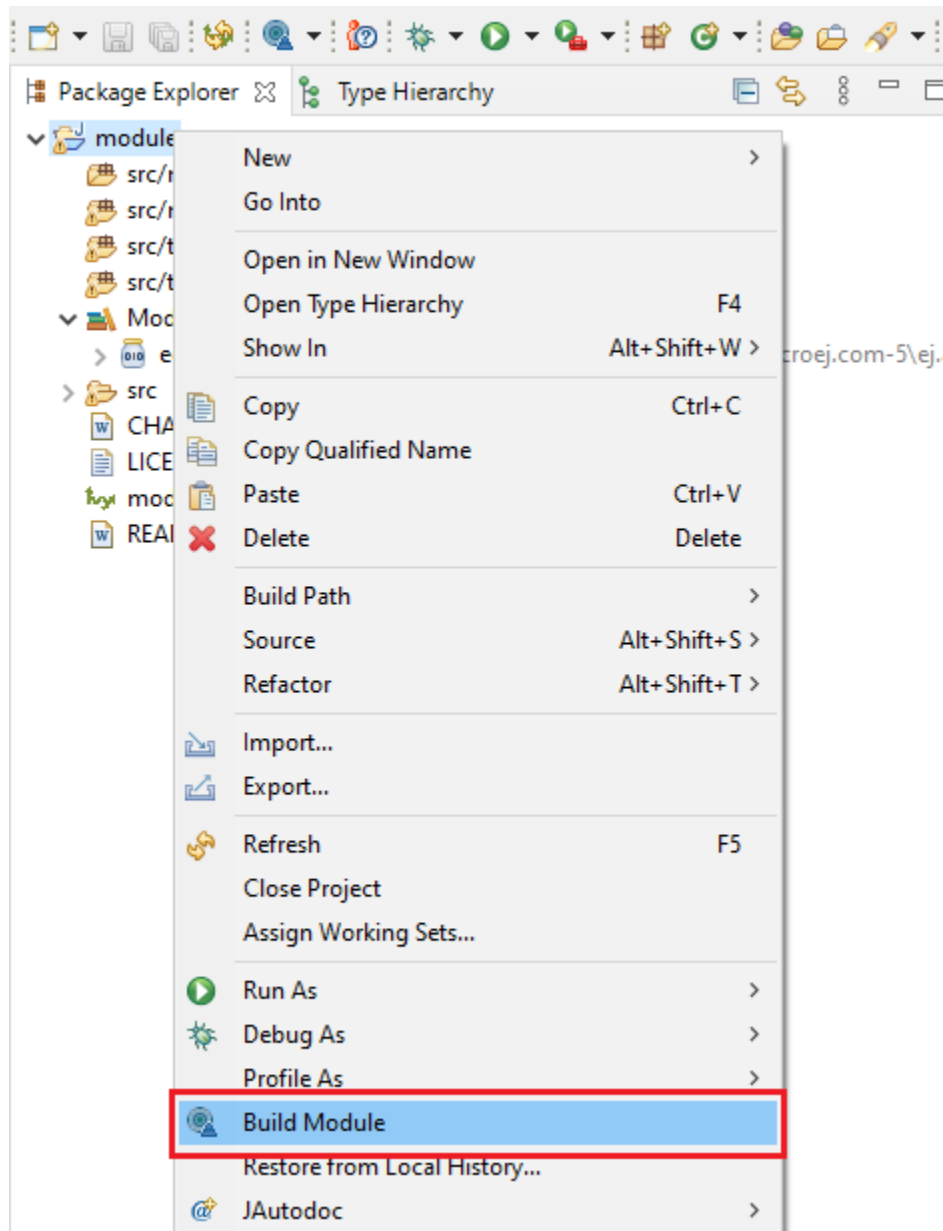 Package Explorer
Type Hierarchy
module
New
src/
Go Into
src/
src/t
Open in New Window
src/t
Open Type Hierarchy F4
Show In Alt+Shift+W
croej.com-5\ej.
src
Copy Ctrl+C
CHA
Copy Qualified Name
LICE
Paste Ctrl+V
mod
Delete Delete
REA
Build Path
Source Alt+Shift+S
Refactor Alt+Shift+T
Import...
Export...
Refresh F5
Close Project
Assign Working Sets...
Run As
Debug As
Profile As
Build Module
Restore from Local History...
JAutodoc